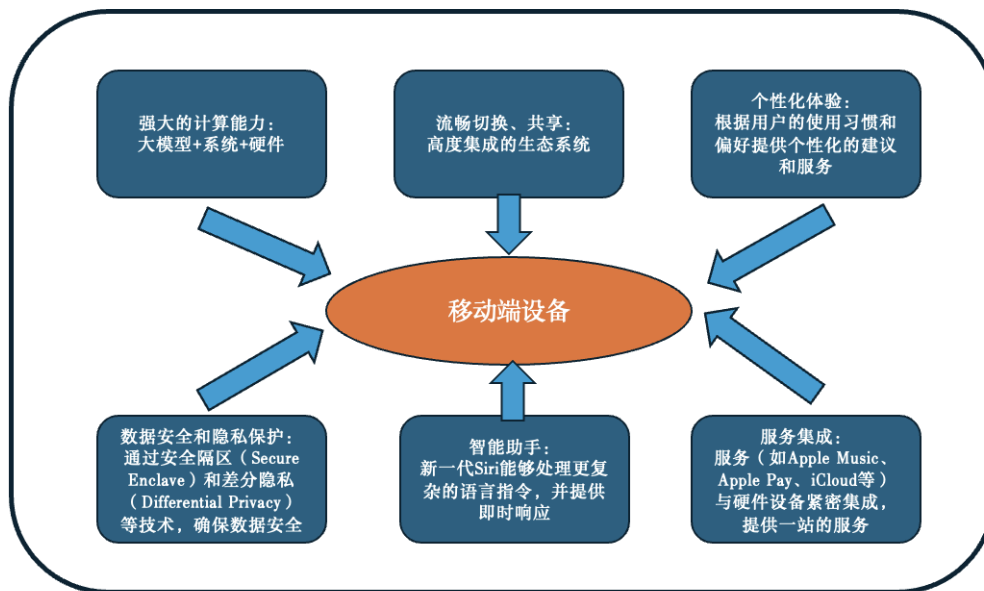 强大的计算能力：
大模型+系统+硬件
流畅切换、共享：
高度集成的生态系统
个性化体验：
根据用户的使用习惯和
偏好提供个性化的建议
和服务
移动端设备
数据安全和隐私保护：
通过安全隔区（Secure
Enclave）和差分隐私
（Differential Privacy）
等技术，确保数据安全
智能助手：
新一代Siri能够处理更复
杂的语言指令，并提供
即时响应
服务集成：
服务（如Apple Music、
Apple Pay、iCloud等）
与硬件设备紧密集成，
提供一站的服务